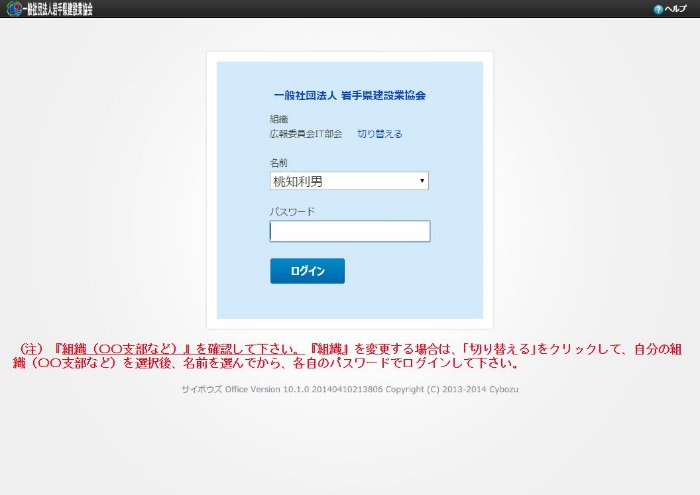 一般社団法人岩手県建設業協会
ヘルプ
一般社団法人 岩手県建設業協会
組織
広報委員会IT部会 切り替える
名前
桃知利男
パスワード
ログイン
（注）『組織（〇〇支部など）』を確認して下さい。『組織』を変更する場合は、「切り替える」をクリックして、自分の組
織（〇〇支部など）を選択後、名前を選んでから、各自のパスワードでログインして下さい。
サイボウズ Office Version 10.1.0 20140410213806 Copyright (C) 2013-2014 Cybozu